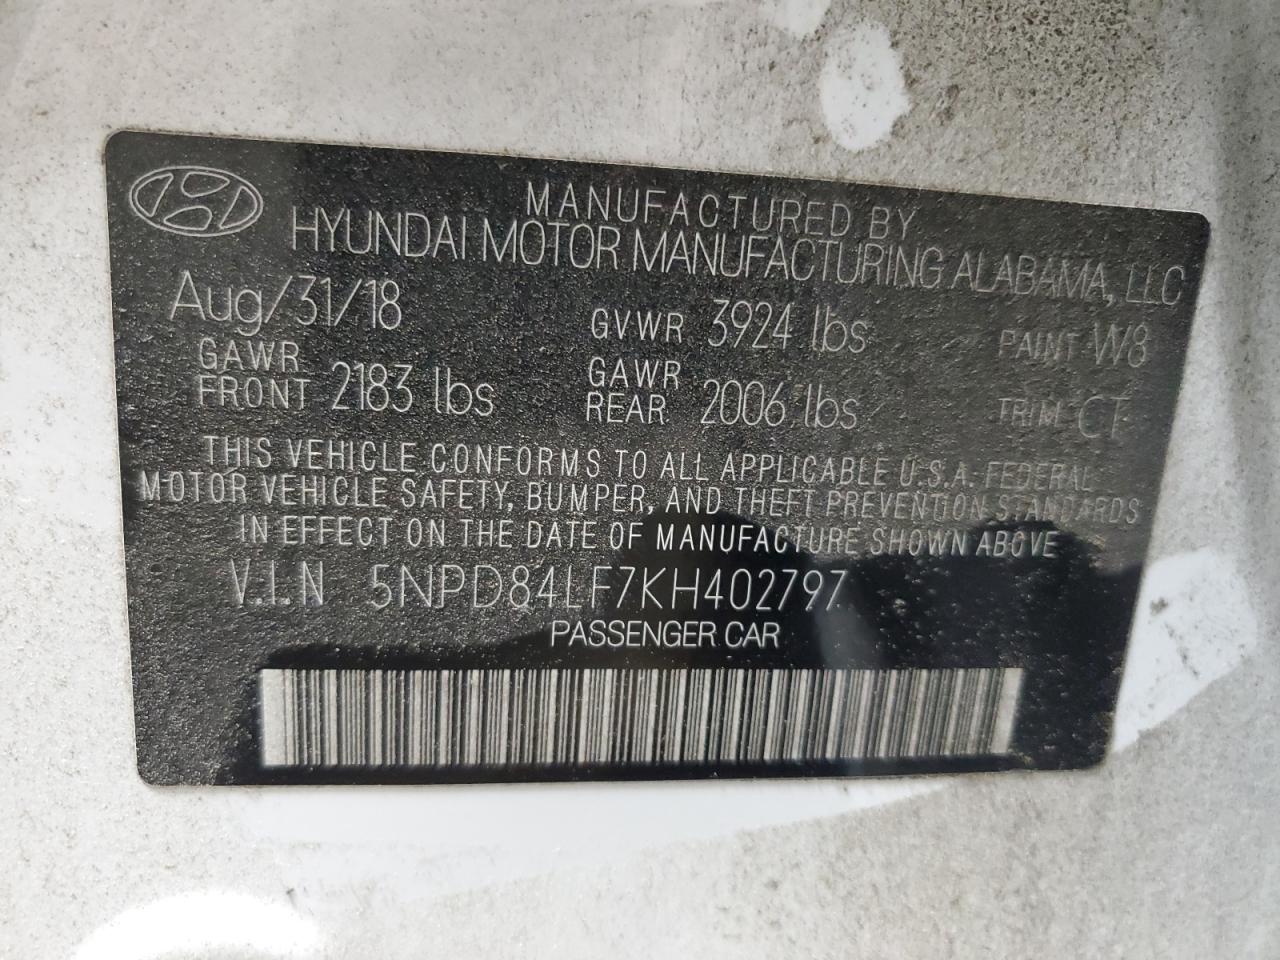 MANUFACTURED BY
HYUNDAI MOTOR MANUFACTURING ALABAMA, LLC
Aug/31/18 GVWR 3924 lbs PAINT W8
GAWR FRONT 2183 lbs GAWR REAR 2006 lbs TRIM CT
THIS VEHICLE CONFORMS TO ALL APPLICABLE U.S.A. FEDERAL
MOTOR VEHICLE SAFETY, BUMPER, AND THEFT PREVENTION STANDARDS
IN EFFECT ON THE DATE OF MANUFACTURE SHOWN ABOVE
V.I.N 5NPD84LF7KH402797
PASSENGER CAR